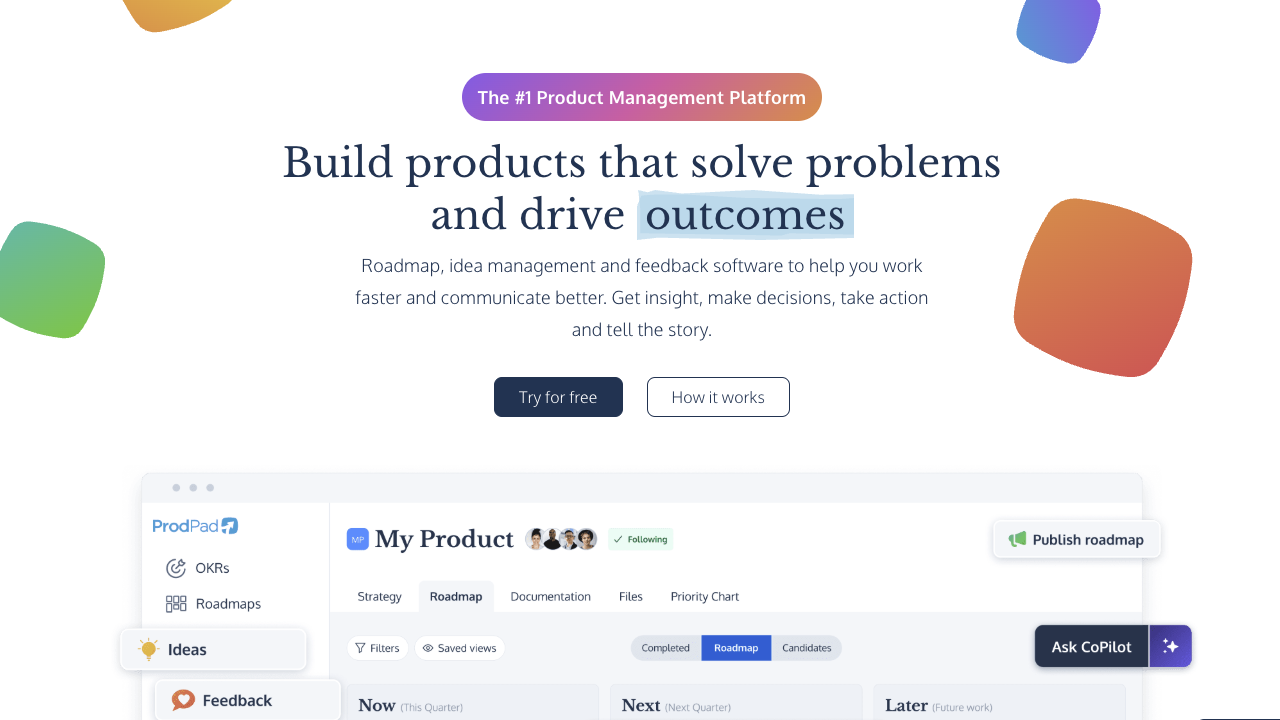 The #1 Product Management Platform
Build products that solve problems
and drive outcomes
Roadmap, idea management and feedback software to help you work
faster and communicate better. Get insight, make decisions, take action
and tell the story.
Try for free
How it works
ProdPad
MP
My Product
Following
Publish roadmap
OKRs
Roadmaps
Ideas
Feedback
Strategy
Roadmap
Documentation
Files
Priority Chart
Filters
Saved views
Completed
Roadmap
Candidates
Ask CoPilot
Now (This Quarter)
Next (Next Quarter)
Later (Future work)